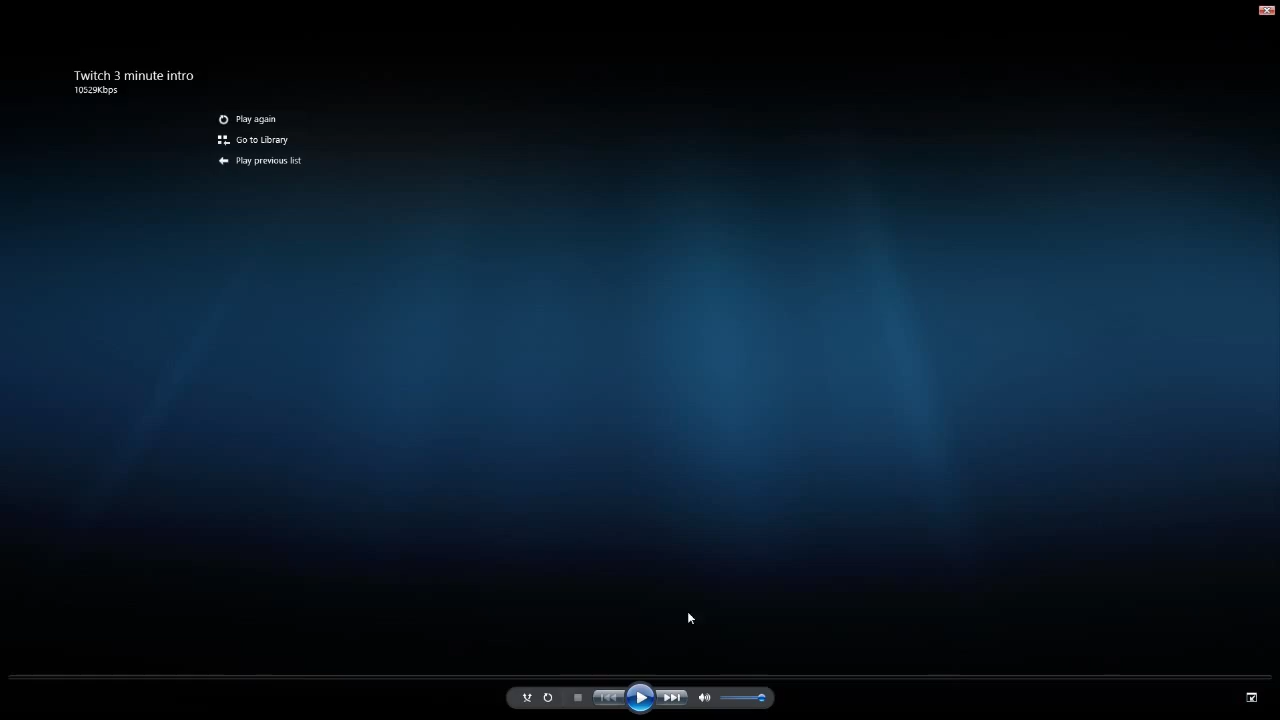 Twitch 3 minute intro
10529Kbps
Play again
Go to Library
Play previous list